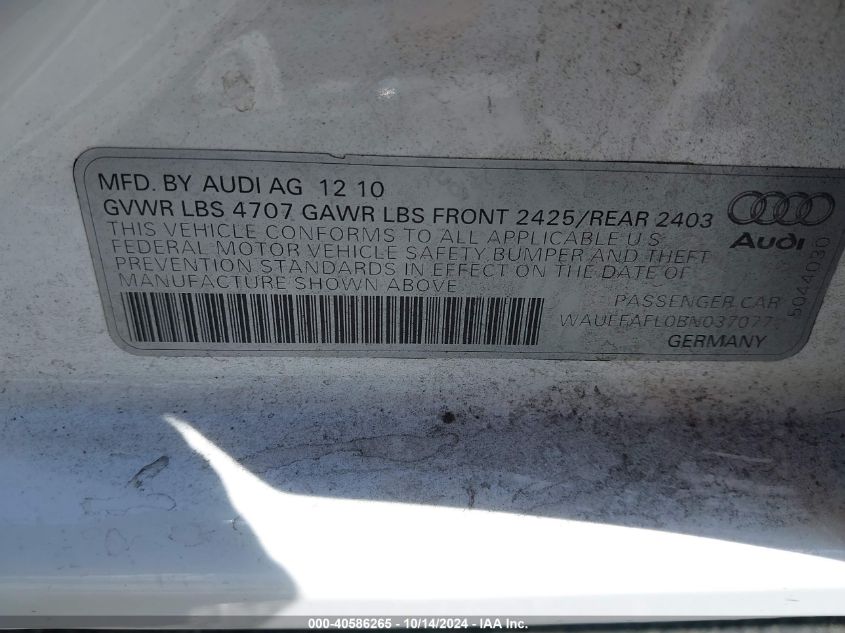 MFD. BY AUDI AG 12 10
GVWR LBS 4707 GAWR LBS FRONT 2425/REAR 2403
THIS VEHICLE CONFORMS TO ALL APPLICABLE U S
FEDERAL MOTOR VEHICLE SAFETY BUMPER AND THEFT
PREVENTION STANDARDS IN EFFECT ON THE DATE OF
MANUFACTURE SHOWN ABOVE
PASSENGER CAR
WAUEFAFL0BN037077
GERMANY
Audi
5044030
000-40586265 - 10/14/2024 - IAA Inc.